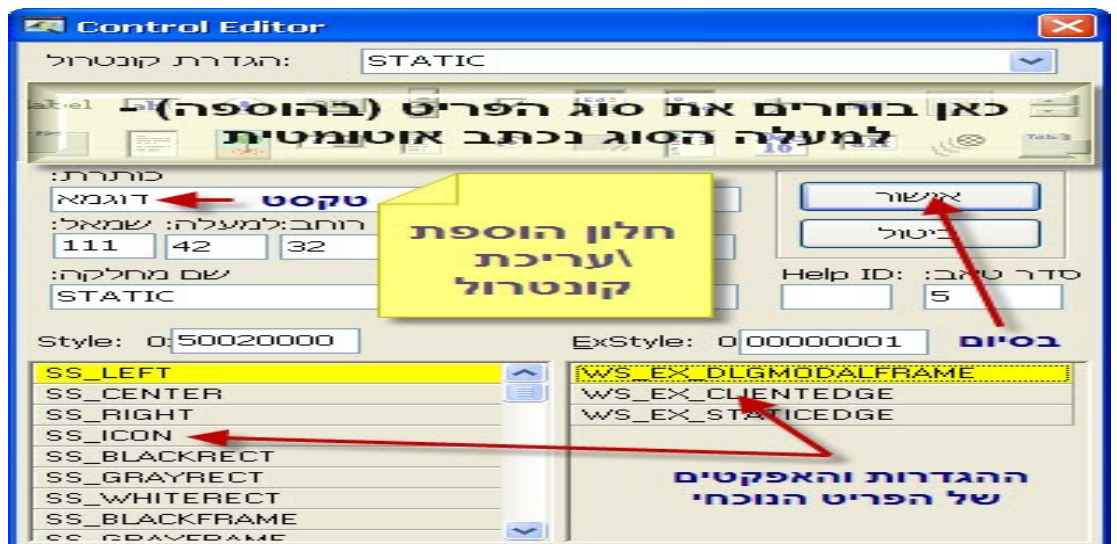 Control Editor
הגדרת קונטרול: STATIC
כאן בוחרים את סוג הפריט (בהוספה) -
למעלה הסוג נכתב אוטומטית
כותרת:
דוגמא
טקסט
אישור
רוחב: למעלה: שמאל:
111 42 32
ביטול
חלון הוספת
\עריכת
קונטרול
שם מחלקה:
Help ID: סדר טאב:
STATIC
5
Style: 0 50020000
ExStyle: 0 00000001
בסיום
SS_LEFT
SS_CENTER
SS_RIGHT
SS_ICON
SS_BLACKRECT
SS_GRAYRECT
SS_WHITERECT
SS_BLACKFRAME
SS_GRAYFRAME
WS_EX_DLGMODALFRAME
WS_EX_CLIENTEDGE
WS_EX_STATICEDGE
ההגדרות והאפקטים
של הפריט הנוכחי